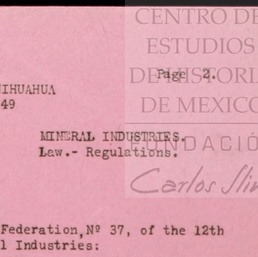 CENTRO DE
ESTUDIOS
DE HISTORIA
DE MEXICO
FUNDACIÓN
Carlos Slim
Page 2.
HIHUAHUA
49
MINERAL INDUSTRIES.
Law.- Regulations.
Federation, Nº 37, of the 12th
l Industries: